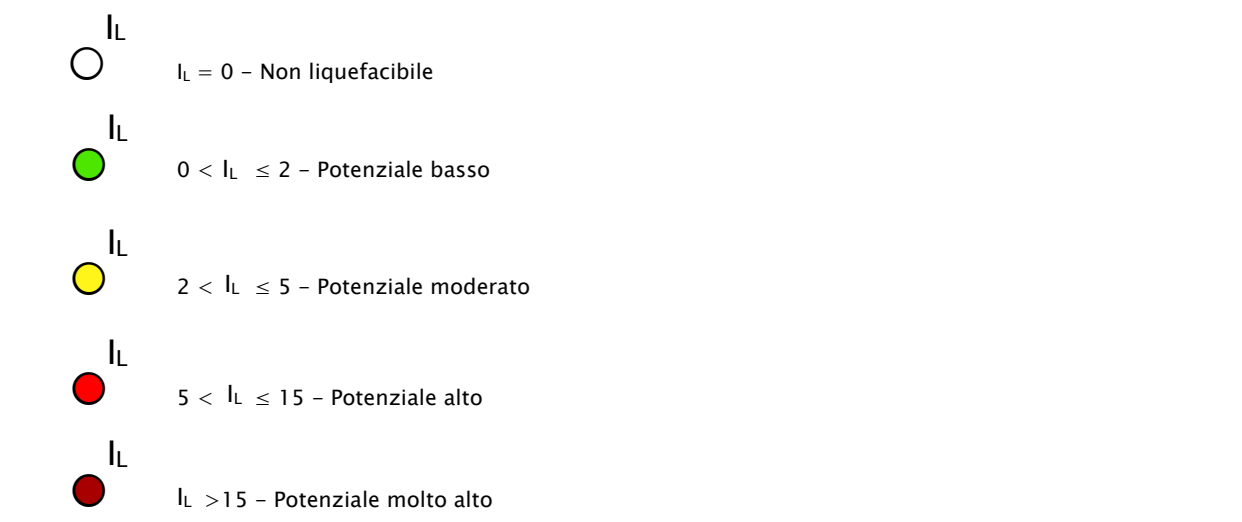 IL
IL = 0 – Non liquefacibile
IL
0 < IL ≤ 2 – Potenziale basso
IL
2 < IL ≤ 5 – Potenziale moderato
IL
5 < IL ≤ 15 – Potenziale alto
IL
IL >15 – Potenziale molto alto